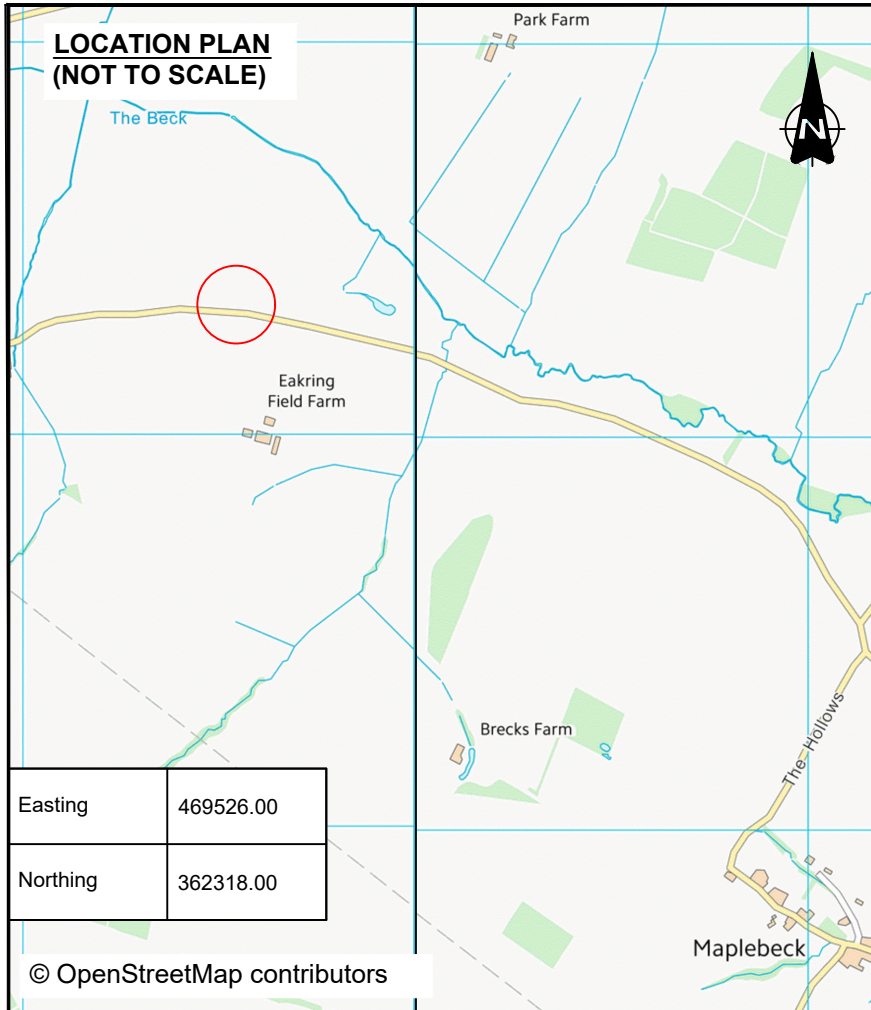 LOCATION PLAN
(NOT TO SCALE)
Park Farm
The Beck
N
Eakring
Field Farm
Brecks Farm
The Hollows
Easting 469526.00
Northing 362318.00
Maplebeck
© OpenStreetMap contributors